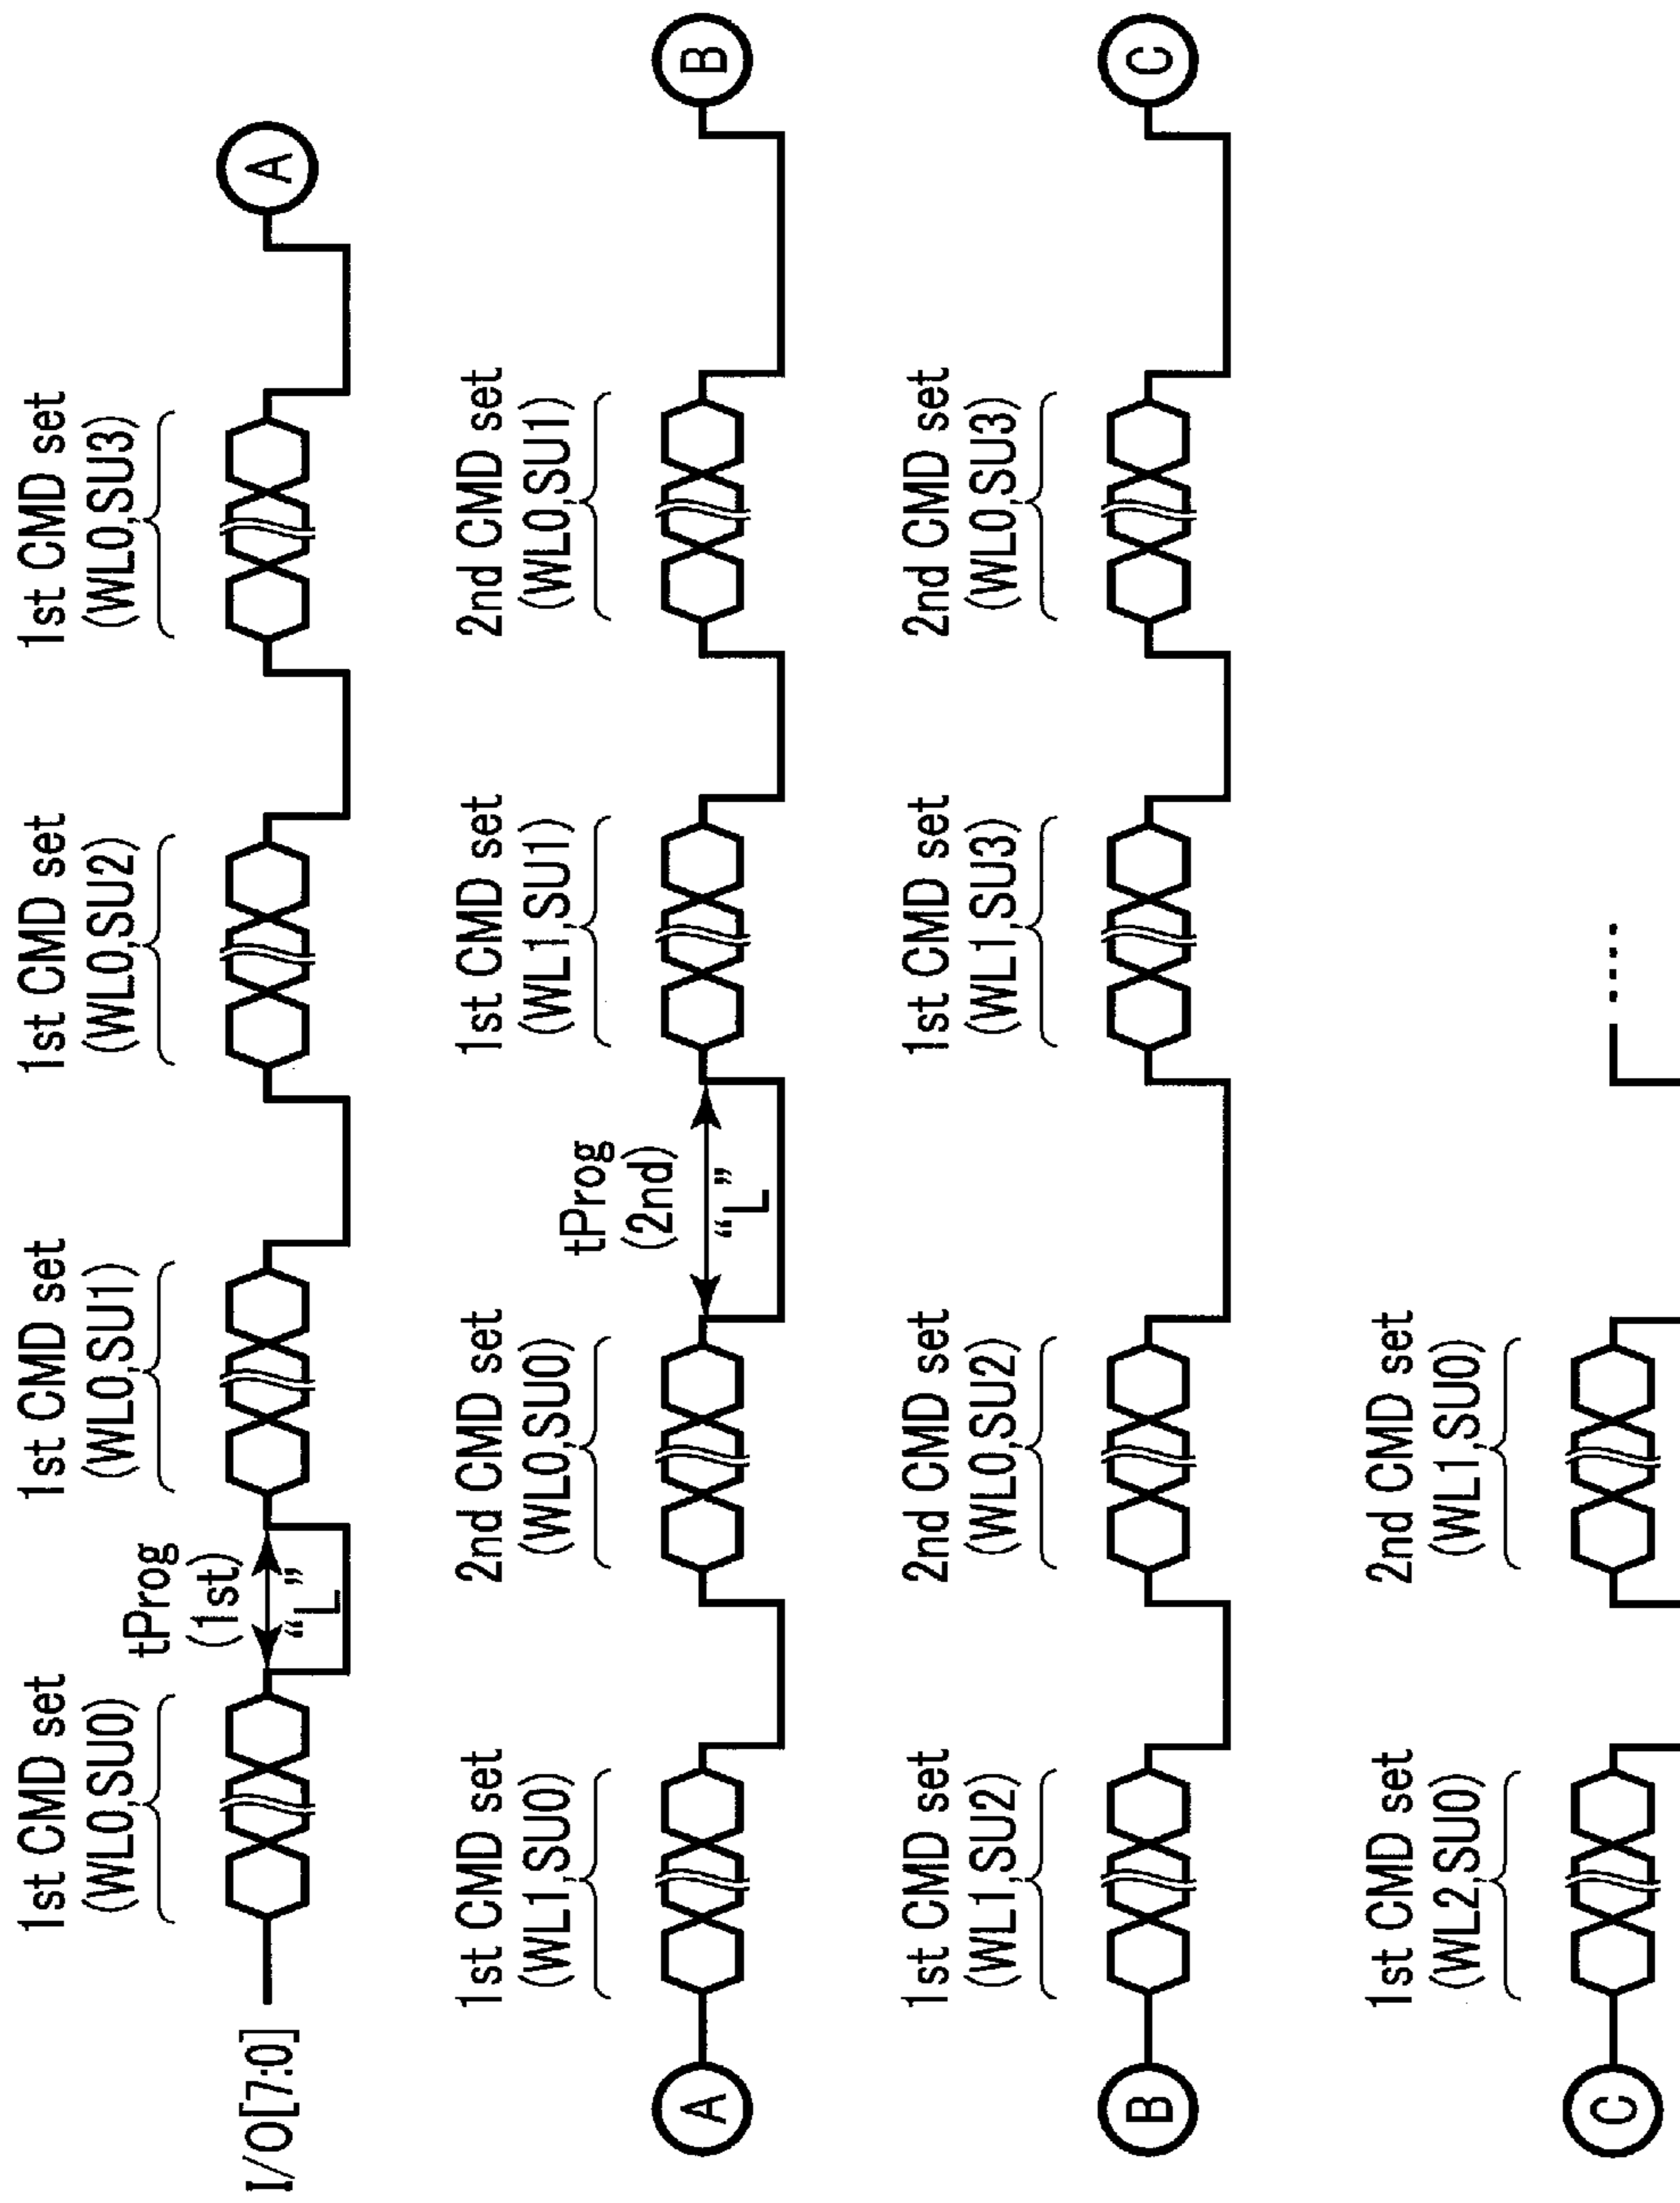 1st CMD set
(WL0,SU0)
tProg
(1st)
"L"
1st CMD set
(WL0,SU1)
1st CMD set
(WL0,SU2)
1st CMD set
(WL0,SU3)
I/O[7:0]
A
A
1st CMD set
(WL1,SU0)
2nd CMD set
(WL0,SU0)
tProg
(2nd)
“L”
1st CMD set
(WL1,SU1)
2nd CMD set
(WL0,SU1)
B
B
1st CMD set
(WL1,SU2)
2nd CMD set
(WL0,SU2)
1st CMD set
(WL1,SU3)
2nd CMD set
(WL0,SU3)
C
C
1st CMD set
(WL2,SU0)
2nd CMD set
(WL1,SU0)
....